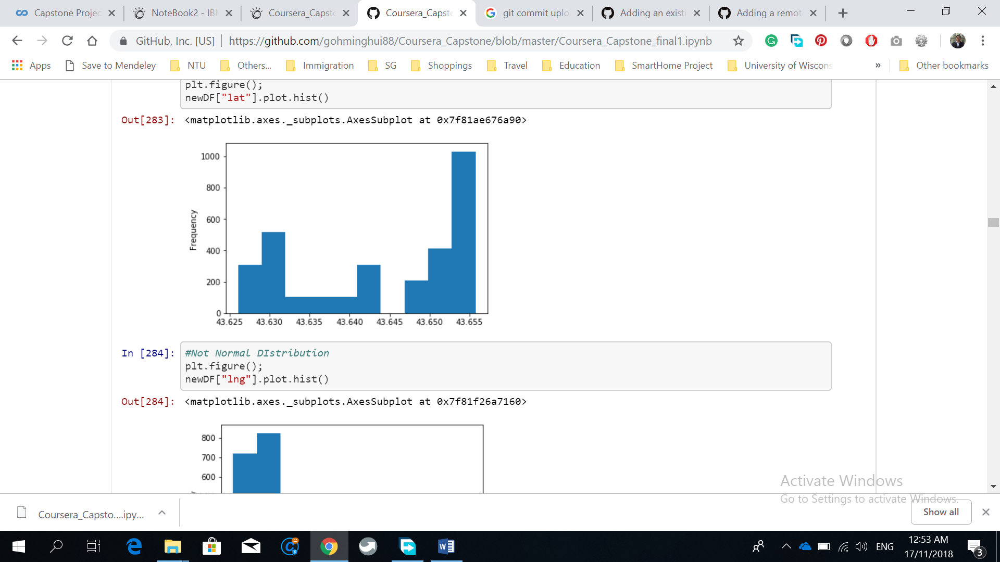 Capstone Projec
NoteBook2 - IBM
Coursera_Capsto
Coursera_Capsto
git commit uplo
Adding an existi
Adding a remot
GitHub, Inc. [US]
https://github.com/gohminghui88/Coursera_Capstone/blob/master/Coursera_Capstone_final1.ipynb
Apps
Save to Mendeley
NTU
Others...
Immigration
SG
Shoppings
Travel
Education
SmartHome Project
University of Wiscons
»
Other bookmarks
plt.figure();
newDF["lat"].plot.hist()
Out[283]: <matplotlib.axes._subplots.AxesSubplot at 0x7f81ae676a90>
1000
800
600
400
200
0
Frequency
43.625 43.630 43.635 43.640 43.645 43.650 43.655
In [284]: #Not Normal DIstribution
plt.figure();
newDF["lng"].plot.hist()
Out[284]: <matplotlib.axes._subplots.AxesSubplot at 0x7f81f26a7160>
800
700
600
Activate Windows
Go to Settings to activate Windows.
Coursera_Capsto....ipy...
Show all
ENG
12:53 AM
17/11/2018
3